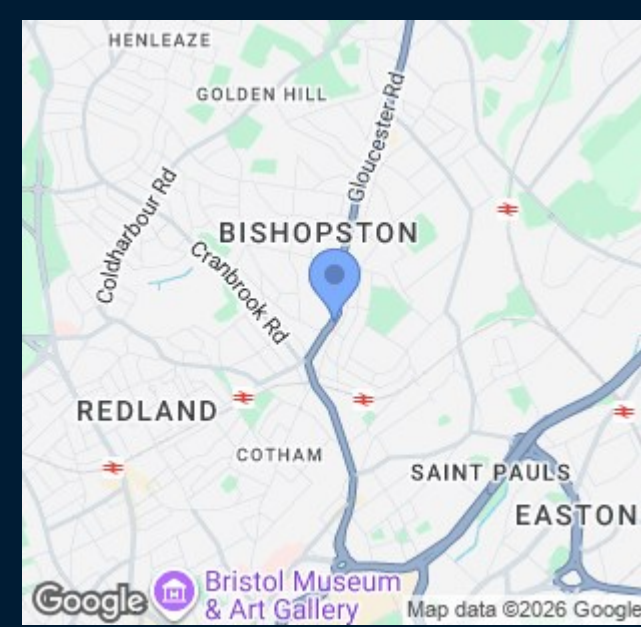 HENLEAZE
GOLDEN HILL
Gloucester Rd
Coldharbour Rd
BISHOPSTON
Cranbrook Rd
REDLAND
COTHAM
SAINT PAULS
EASTON
Bristol Museum
& Art Gallery
Google
Map data ©2026 Google